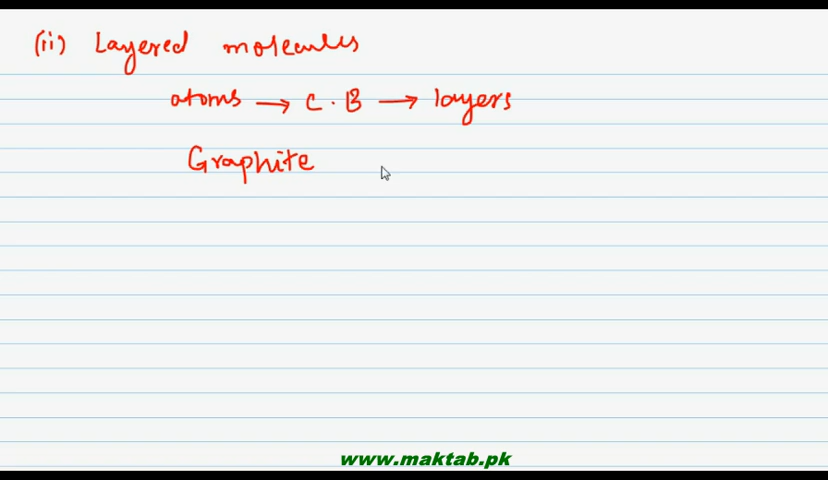 (ii) Layered molecules
atoms → C.B → layers
Graphite
www.maktab.pk